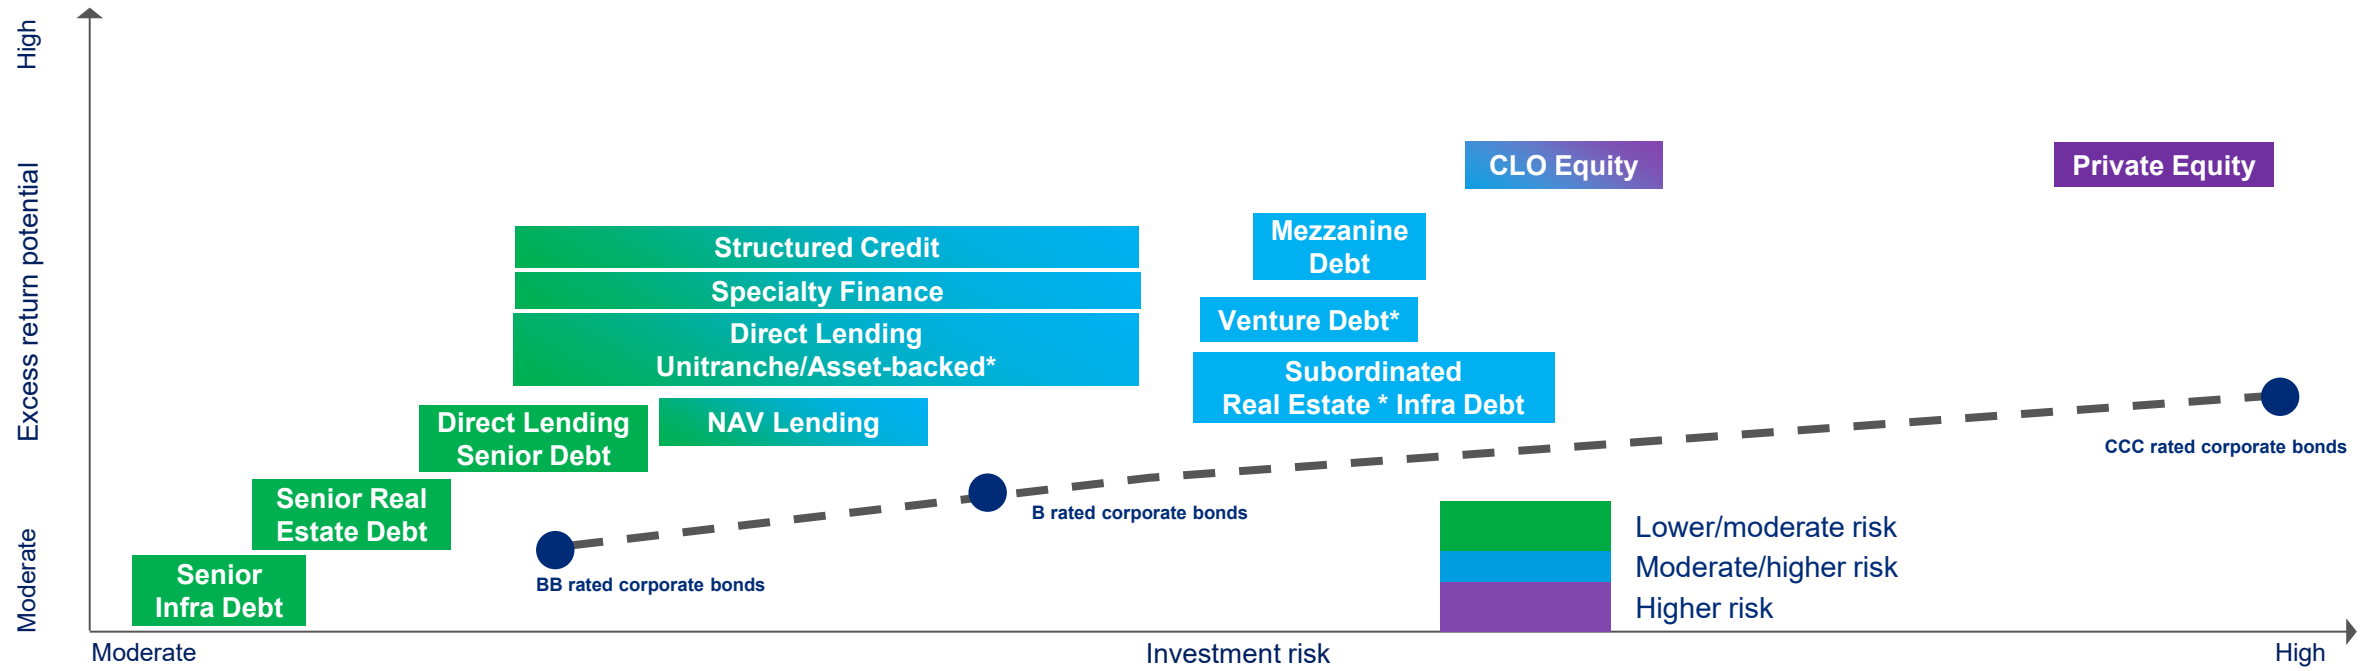 High
Excess return potential
Moderate
CLO Equity
Private Equity
Mezzanine
Debt
Structured Credit
Specialty Finance
Venture Debt*
Direct Lending
Unitranche/Asset-backed*
Subordinated
Real Estate * Infra Debt
Direct Lending
Senior Debt
NAV Lending
CCC rated corporate bonds
Senior Real
Estate Debt
B rated corporate bonds
Senior
Infra Debt
BB rated corporate bonds
Lower/moderate risk
Moderate/higher risk
Higher risk
Moderate
Investment risk
High